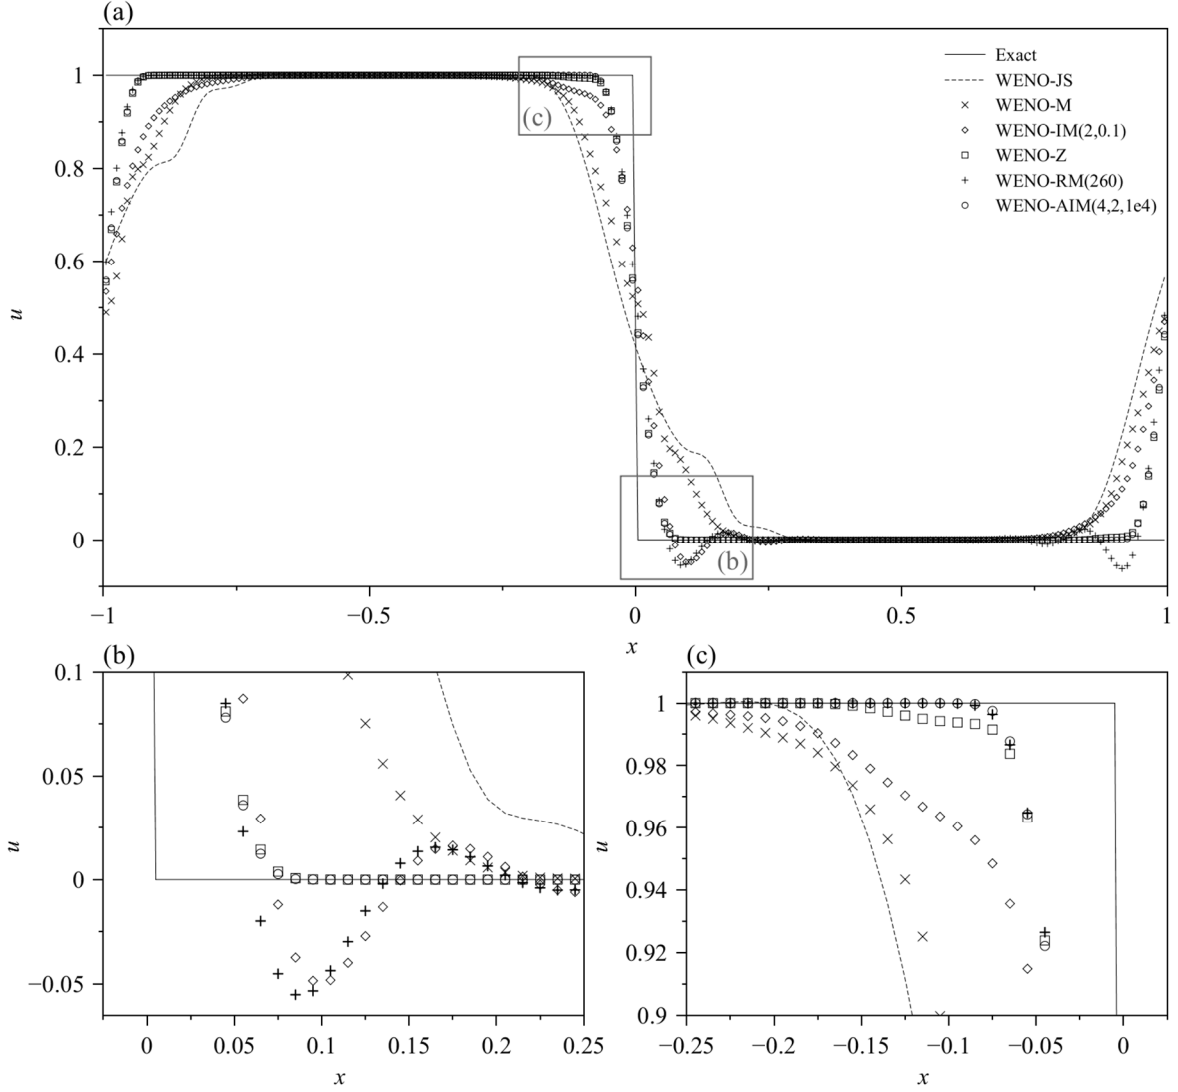 (a)
1
0.8
0.6
0.4
0.2
0
u
−1
−0.5
0
0.5
1
x
Exact
WENO-JS
WENO-M
WENO-IM(2,0.1)
WENO-Z
WENO-RM(260)
WENO-AIM(4,2,1e4)
(c)
(b)
(b)
0.1
0.05
0
−0.05
u
0
0.05
0.1
0.15
0.2
0.25
x
(c)
1
0.98
0.96
0.94
0.92
0.9
u
−0.25
−0.2
−0.15
−0.1
−0.05
0
x